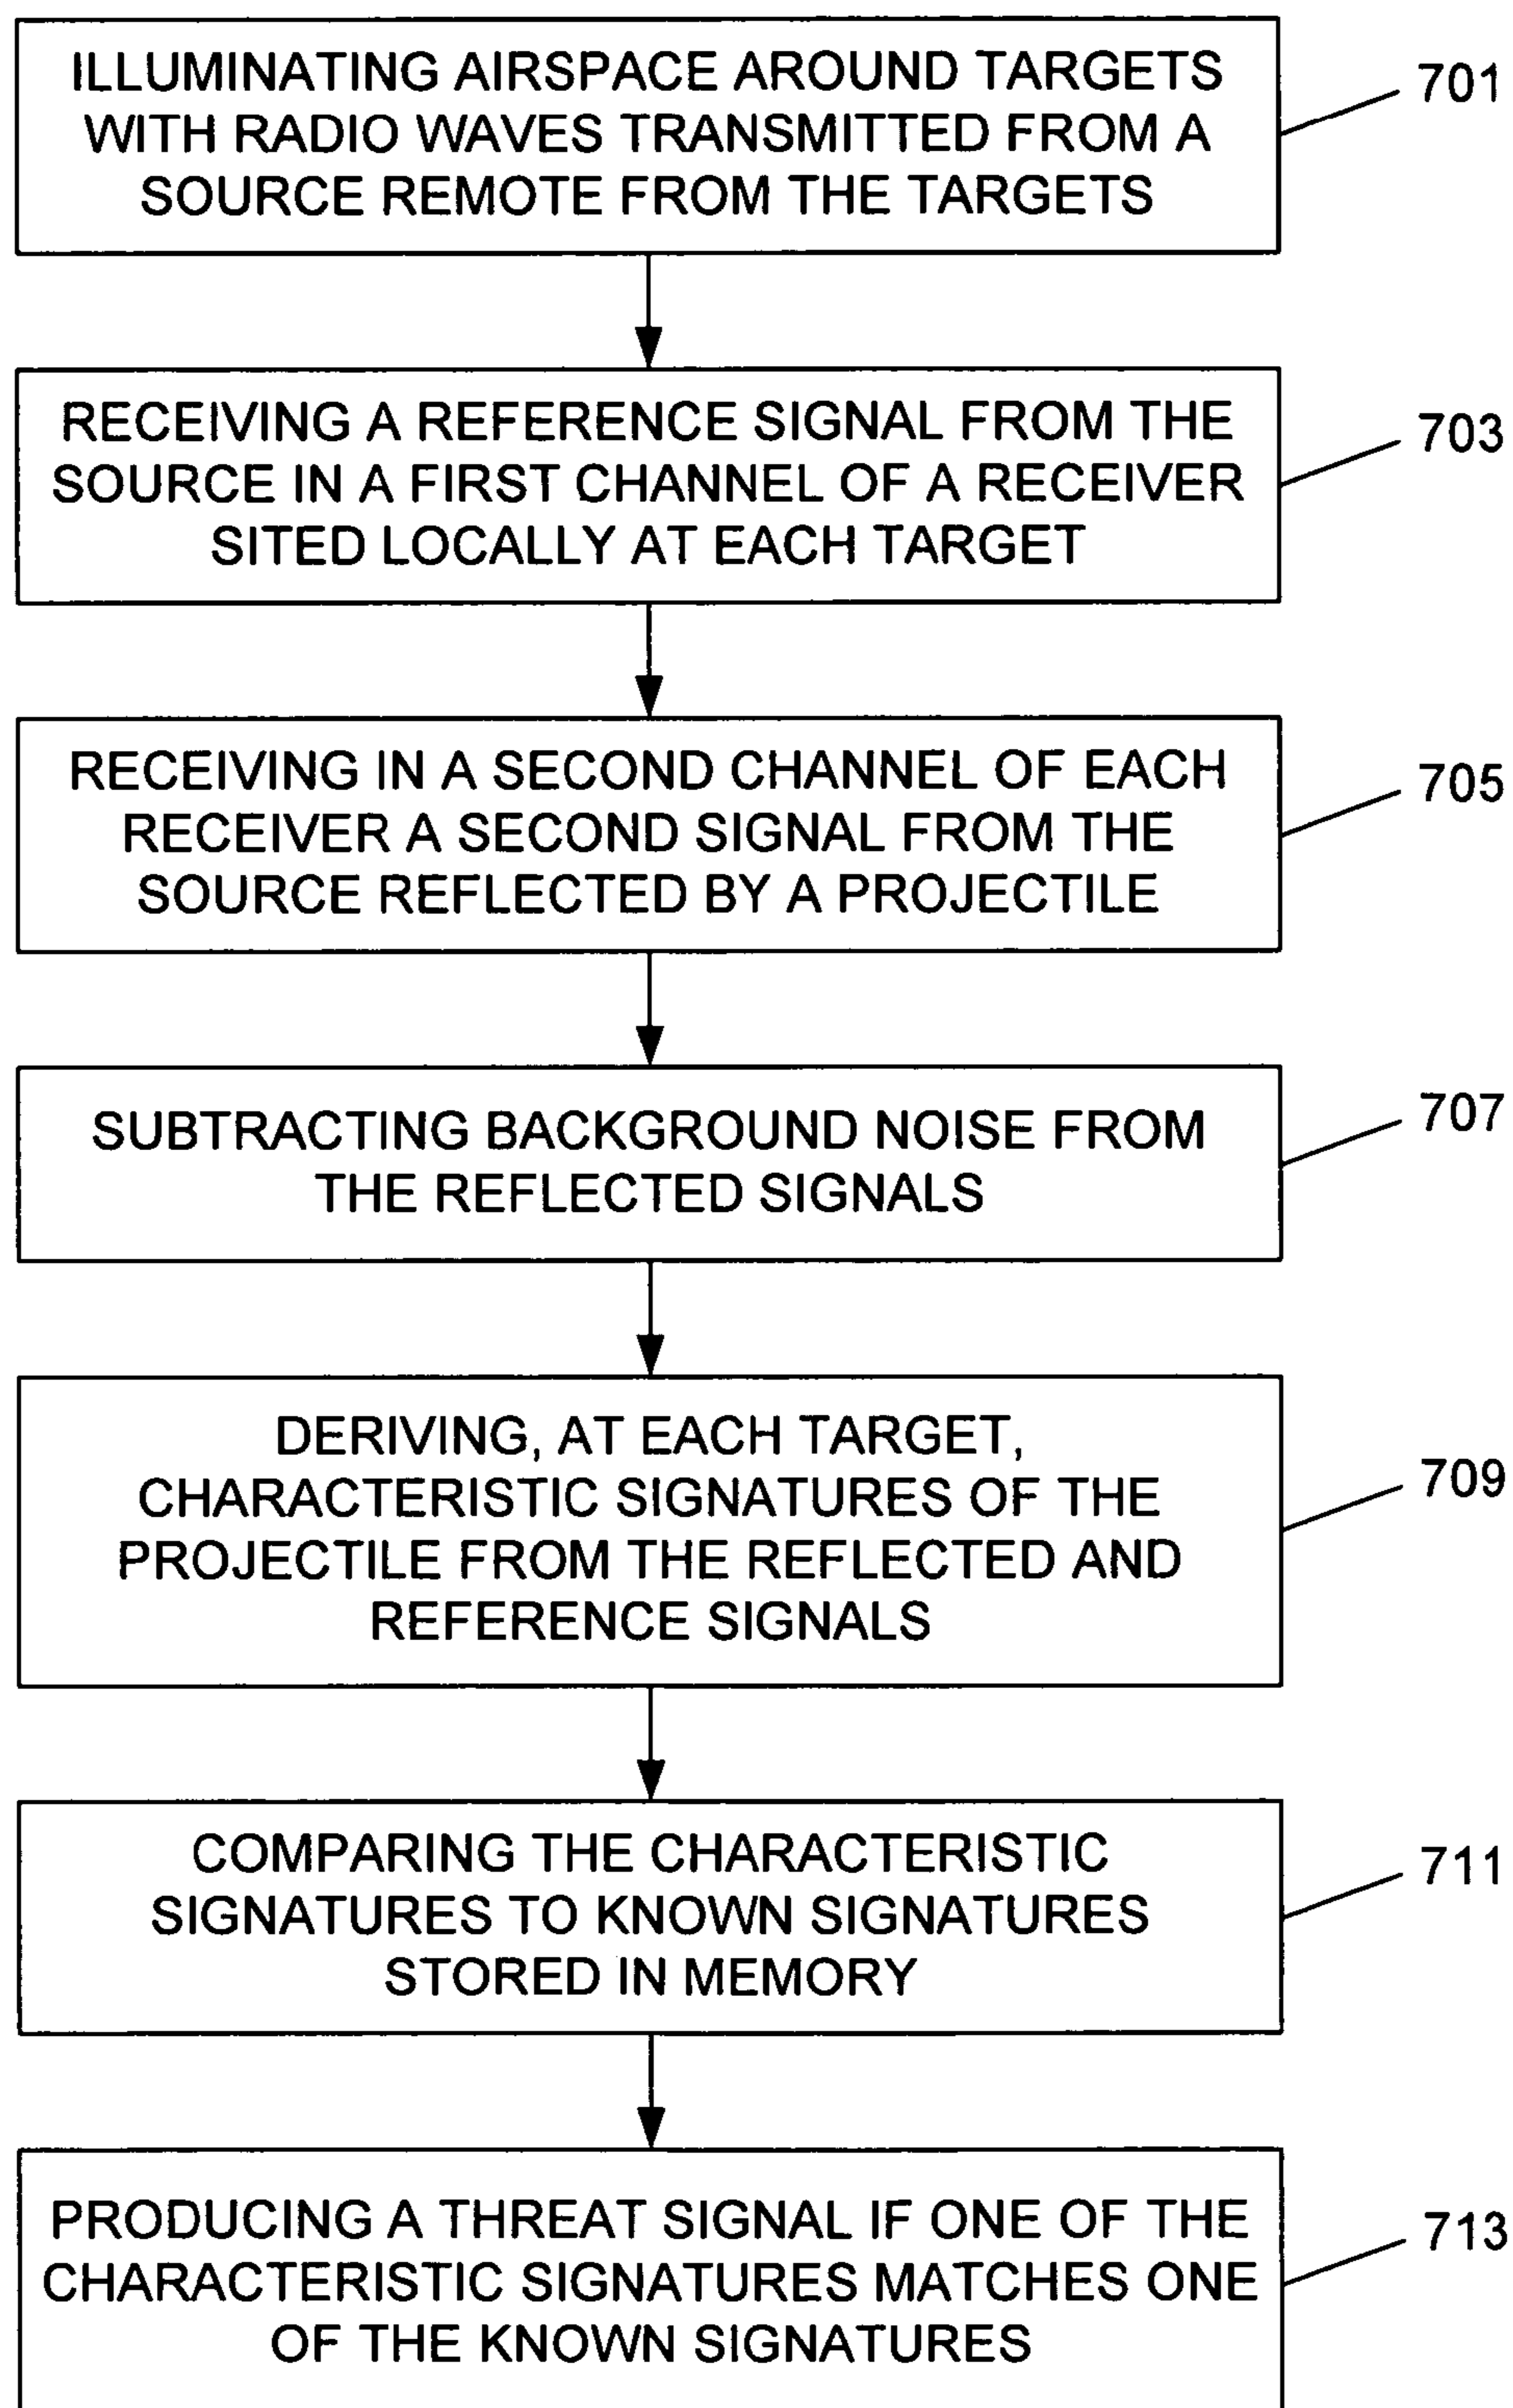 ILLUMINATING AIRSPACE AROUND TARGETS
WITH RADIO WAVES TRANSMITTED FROM A
SOURCE REMOTE FROM THE TARGETS
701
RECEIVING A REFERENCE SIGNAL FROM THE
SOURCE IN A FIRST CHANNEL OF A RECEIVER
SITED LOCALLY AT EACH TARGET
703
RECEIVING IN A SECOND CHANNEL OF EACH
RECEIVER A SECOND SIGNAL FROM THE
SOURCE REFLECTED BY A PROJECTILE
705
SUBTRACTING BACKGROUND NOISE FROM
THE REFLECTED SIGNALS
707
DERIVING, AT EACH TARGET,
CHARACTERISTIC SIGNATURES OF THE
PROJECTILE FROM THE REFLECTED AND
REFERENCE SIGNALS
709
COMPARING THE CHARACTERISTIC
SIGNATURES TO KNOWN SIGNATURES
STORED IN MEMORY
711
PRODUCING A THREAT SIGNAL IF ONE OF THE
CHARACTERISTIC SIGNATURES MATCHES ONE
OF THE KNOWN SIGNATURES
713